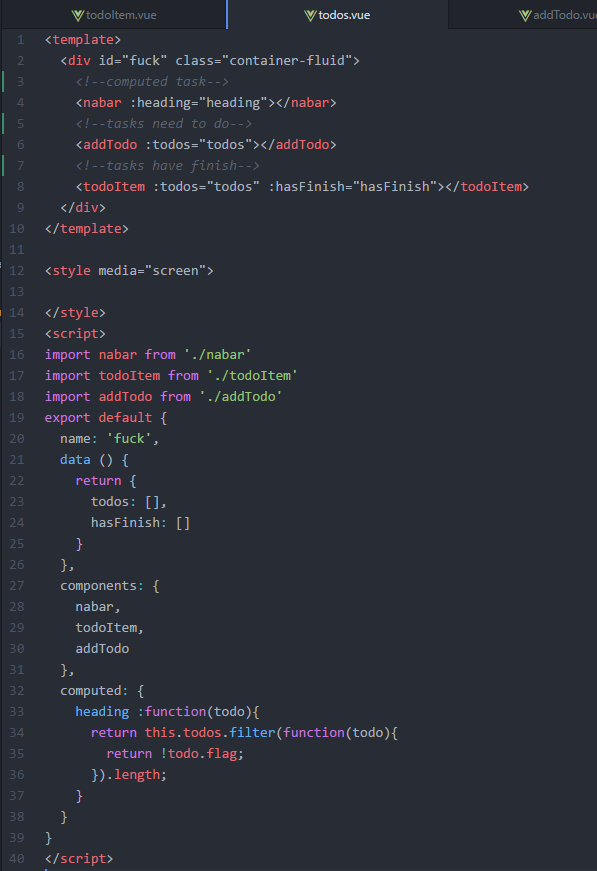 todoItem.vue todos.vue addTodo.vue
1 <template>
2   <div id="fuck" class="container-fluid">
3     <!--computed task-->
4     <nabar :heading="heading"></nabar>
5     <!--tasks need to do-->
6     <addTodo :todos="todos"></addTodo>
7     <!--tasks have finish-->
8     <todoItem :todos="todos" :hasFinish="hasFinish"></todoItem>
9   </div>
10 </template>
11
12 <style media="screen">
13
14 </style>
15 <script>
16 import nabar from './nabar'
17 import todoItem from './todoItem'
18 import addTodo from './addTodo'
19 export default {
20   name: 'fuck',
21   data () {
22     return {
23       todos: [],
24       hasFinish: []
25     }
26   },
27   components: {
28     nabar,
29     todoItem,
30     addTodo
31   },
32   computed: {
33     heading :function(todo){
34       return this.todos.filter(function(todo){
35         return !todo.flag;
36       }).length;
37     }
38   }
39 }
40 </script>